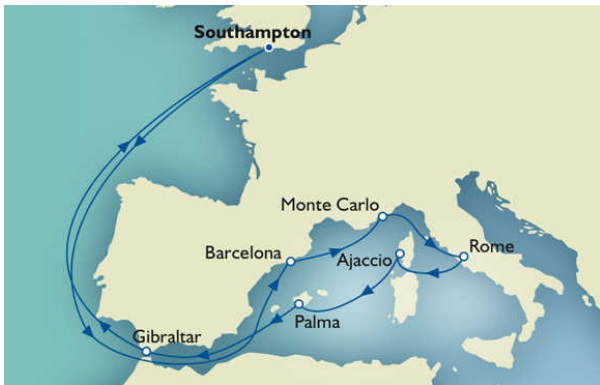 Southampton
Monte Carlo
Barcelona
Ajaccio
Rome
Palma
Gibraltar